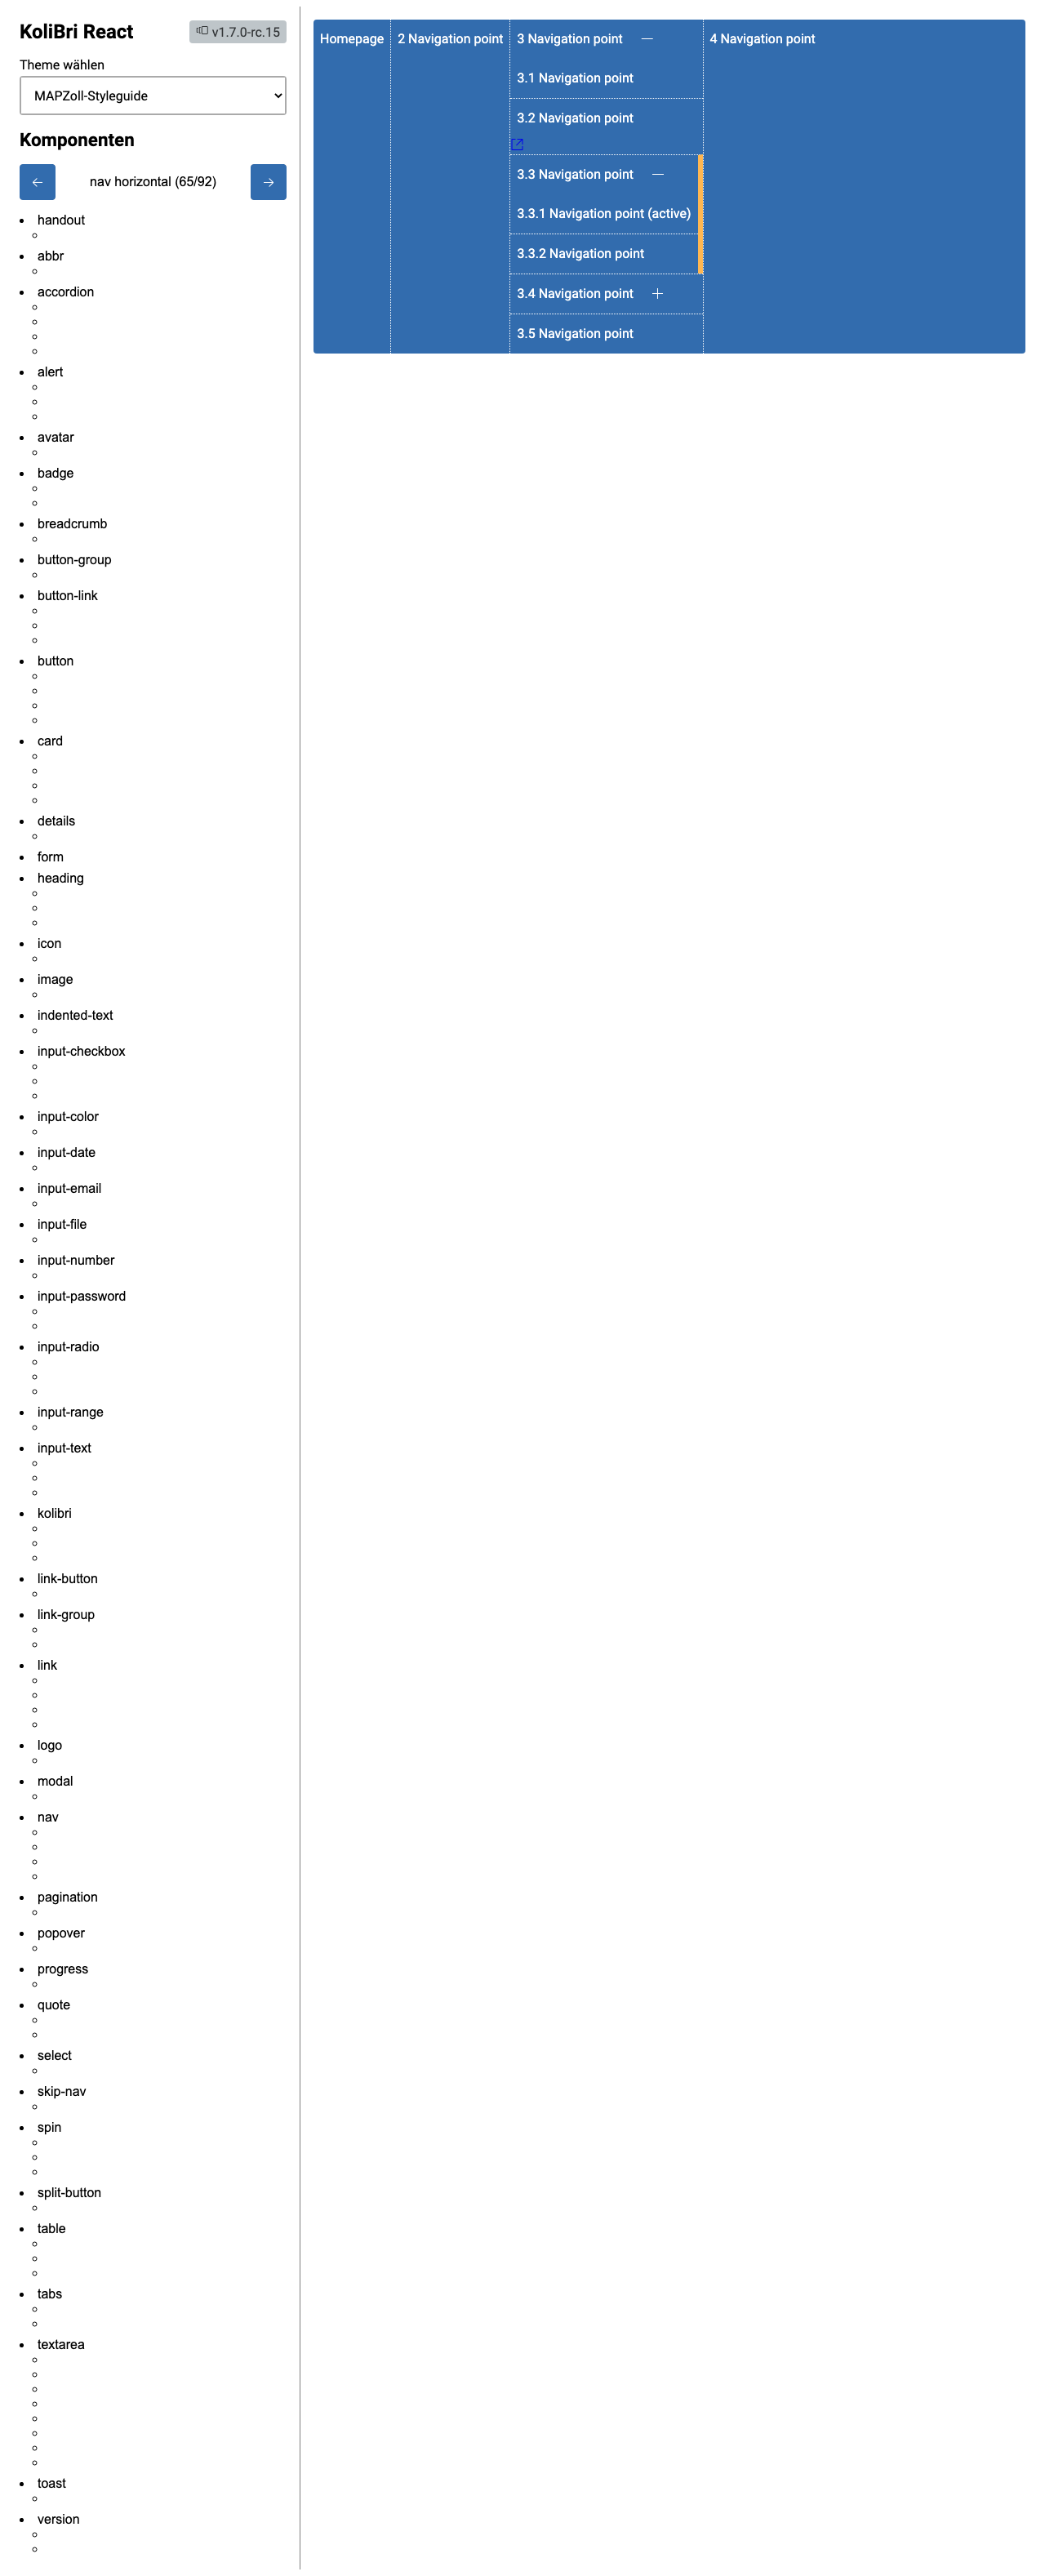 KoliBri React
v1.7.0-rc.15
Theme wählen
MAPZoll-Styleguide
Komponenten
nav horizontal (65/92)
handout
abbr
accordion
alert
avatar
badge
breadcrumb
button-group
button-link
button
card
details
form
heading
icon
image
indented-text
input-checkbox
input-color
input-date
input-email
input-file
input-number
input-password
input-radio
input-range
input-text
kolibri
link-button
link-group
link
logo
modal
nav
pagination
popover
progress
quote
select
skip-nav
spin
split-button
table
tabs
textarea
toast
version
Homepage
2 Navigation point
3 Navigation point
3.1 Navigation point
3.2 Navigation point
3.3 Navigation point
3.3.1 Navigation point (active)
3.3.2 Navigation point
3.4 Navigation point
3.5 Navigation point
4 Navigation point